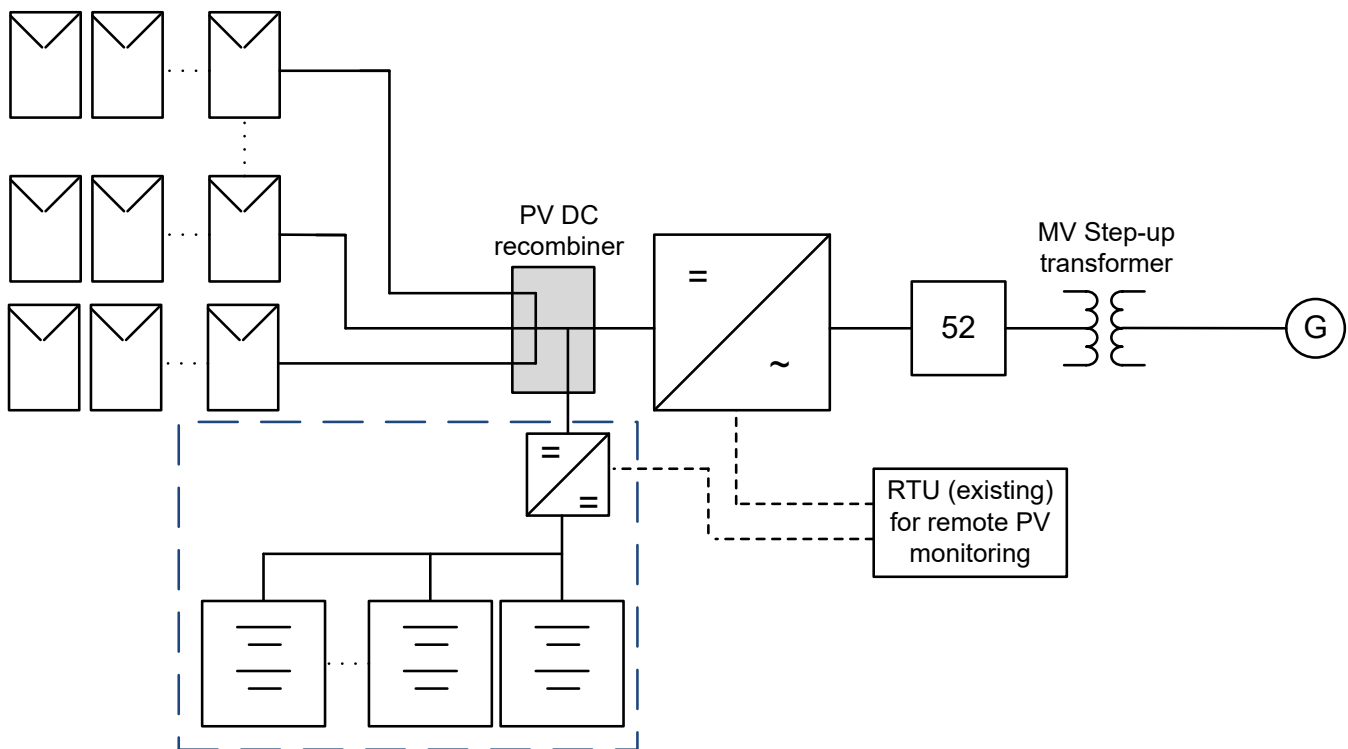 PV DC
recombiner
=
~
52
MV Step-up
transformer
G
=
=
RTU (existing)
for remote PV
monitoring